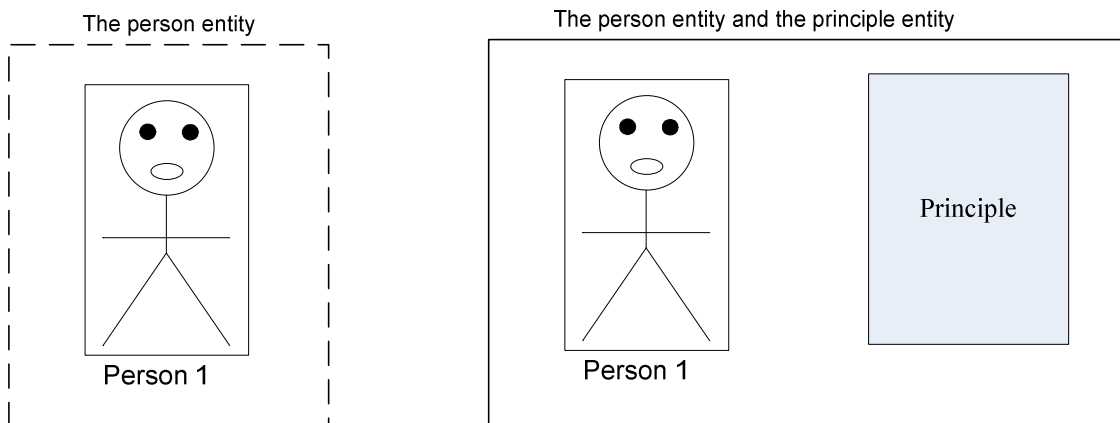 The person entity
Person 1
The person entity and the principle entity
Person 1
Principle